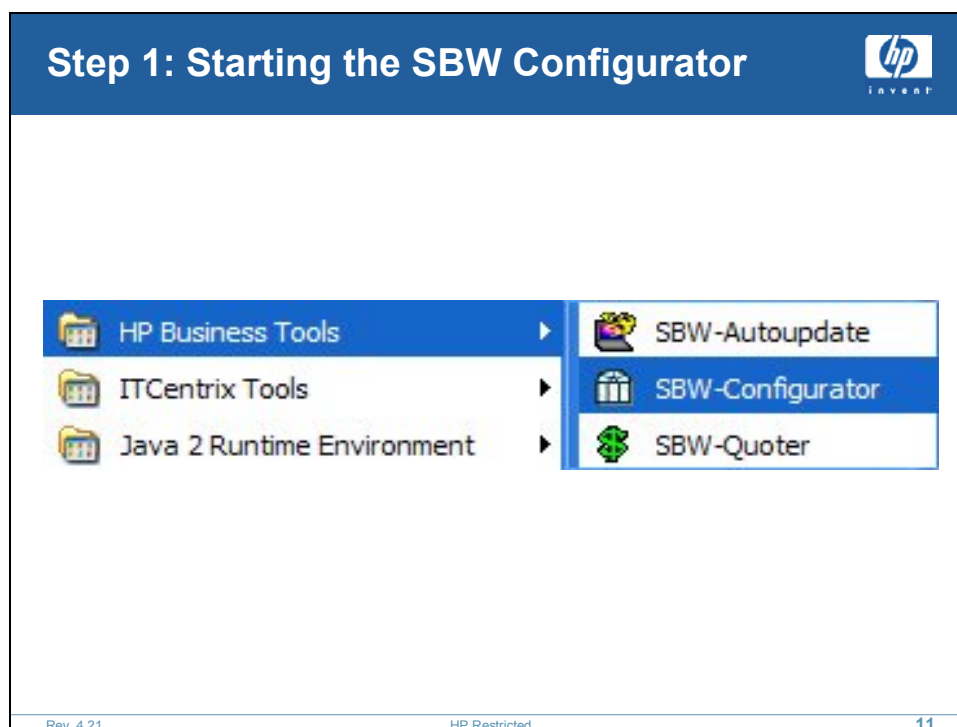 Step 1: Starting the SBW Configurator
hp
invent
HP Business Tools
ITCentrix Tools
Java 2 Runtime Environment
SBW-Autoupdate
SBW-Configurator
SBW-Quoter
Rev. 4.21
HP Restricted
11